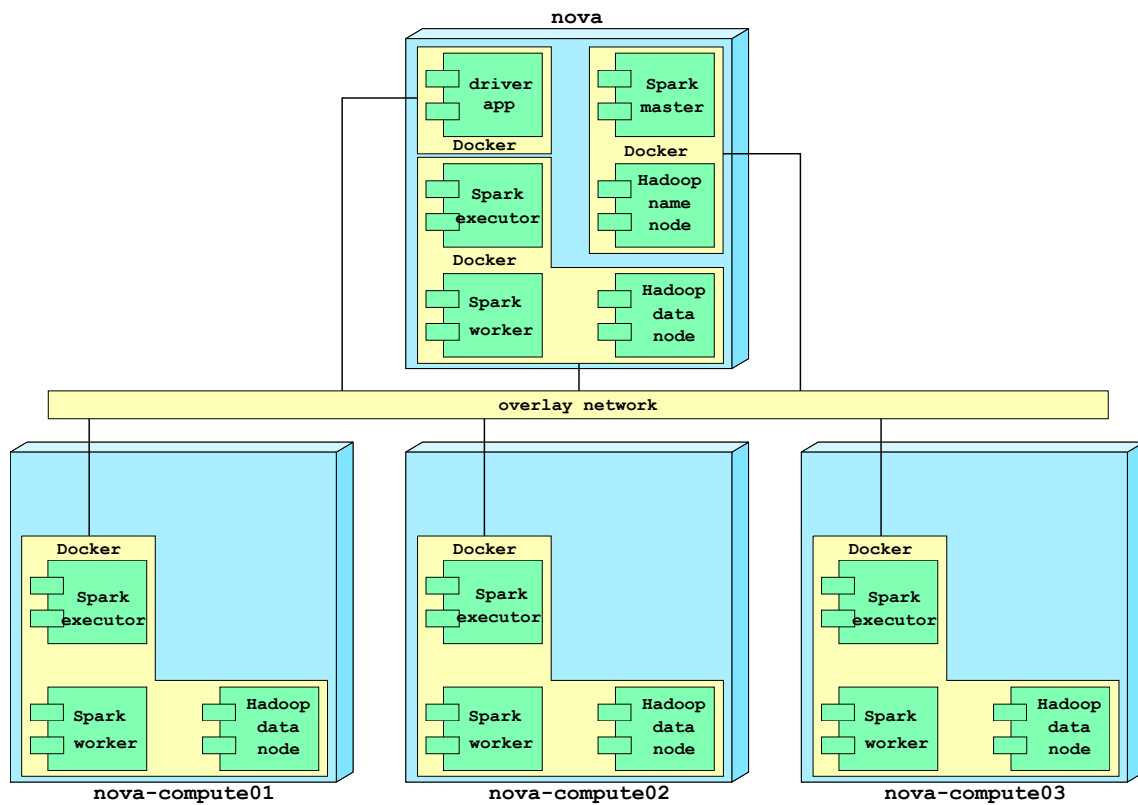 nova
driver
app
Docker
Spark
master
Docker
Hadoop
name
node
Spark
executor
Docker
Spark
worker
Hadoop
data
node
overlay network
Docker
Spark
executor
Spark
worker
Hadoop
data
node
nova-compute01
Docker
Spark
executor
Spark
worker
Hadoop
data
node
nova-compute02
Docker
Spark
executor
Spark
worker
Hadoop
data
node
nova-compute03